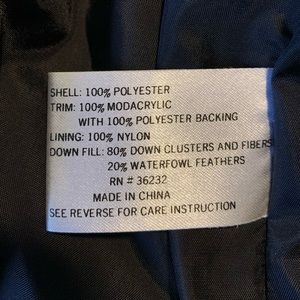 SHELL: 100% POLYESTER
TRIM: 100% MODACRYLIC
WITH 100% POLYESTER BACKING
LINING: 100% NYLON
DOWN FILL: 80% DOWN CLUSTERS AND FIBERS
20% WATERFOWL FEATHERS
RN # 36232
MADE IN CHINA
SEE REVERSE FOR CARE INSTRUCTION